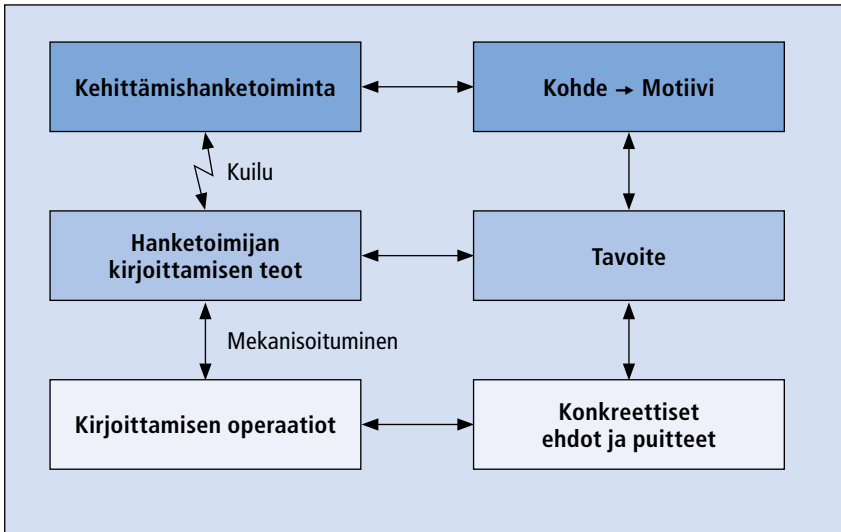 Kehittämishanketoiminta
Kohde → Motiivi
Kuilu
Hanketoimijan
kirjoittamisen teot
Tavoite
Mekanisoituminen
Kirjoittamisen operaatiot
Konkreettiset
ehdot ja puitteet